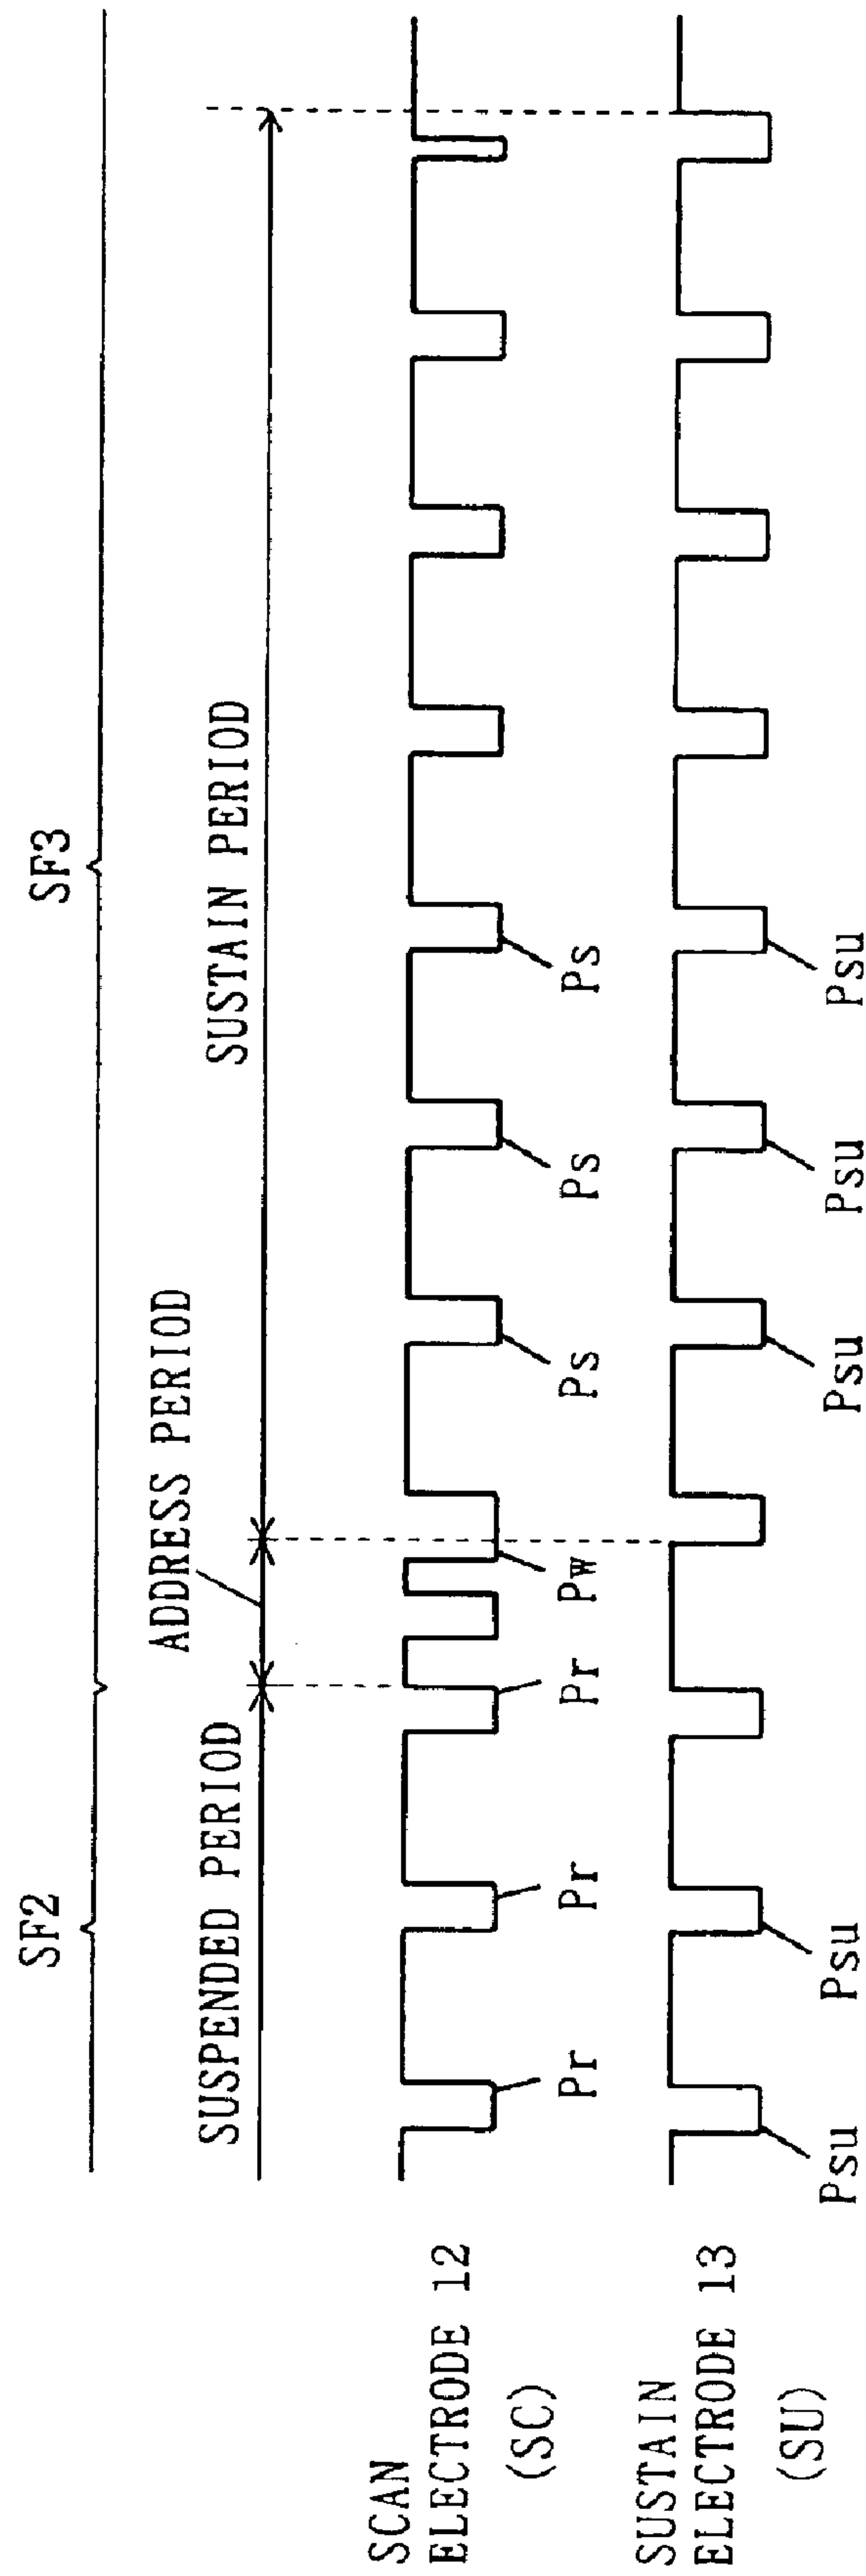 SF2
SF3
SUSPENDED PERIOD
ADDRESS PERIOD
SUSTAIN PERIOD
SCAN
ELECTRODE 12
(SC)
Pr
Pr
Pr
Pw
Ps
Ps
Ps
SUSTAIN
ELECTRODE 13
(SU)
Psu
Psu
Psu
Psu
Psu